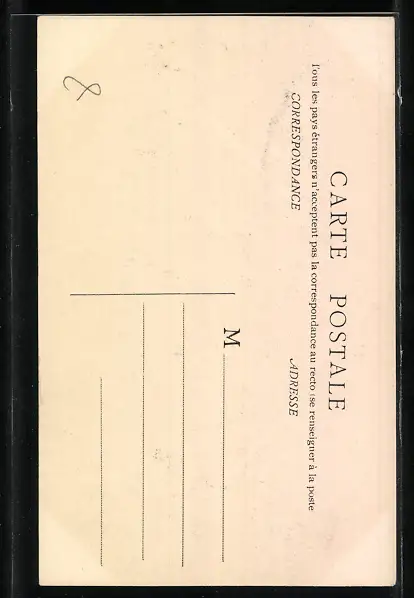 CARTE POSTALE
Tous les pays étrangers n'acceptent pas la correspondance au recto (se renseigner à la poste
CORRESPONDANCE
ADRESSE
M
8